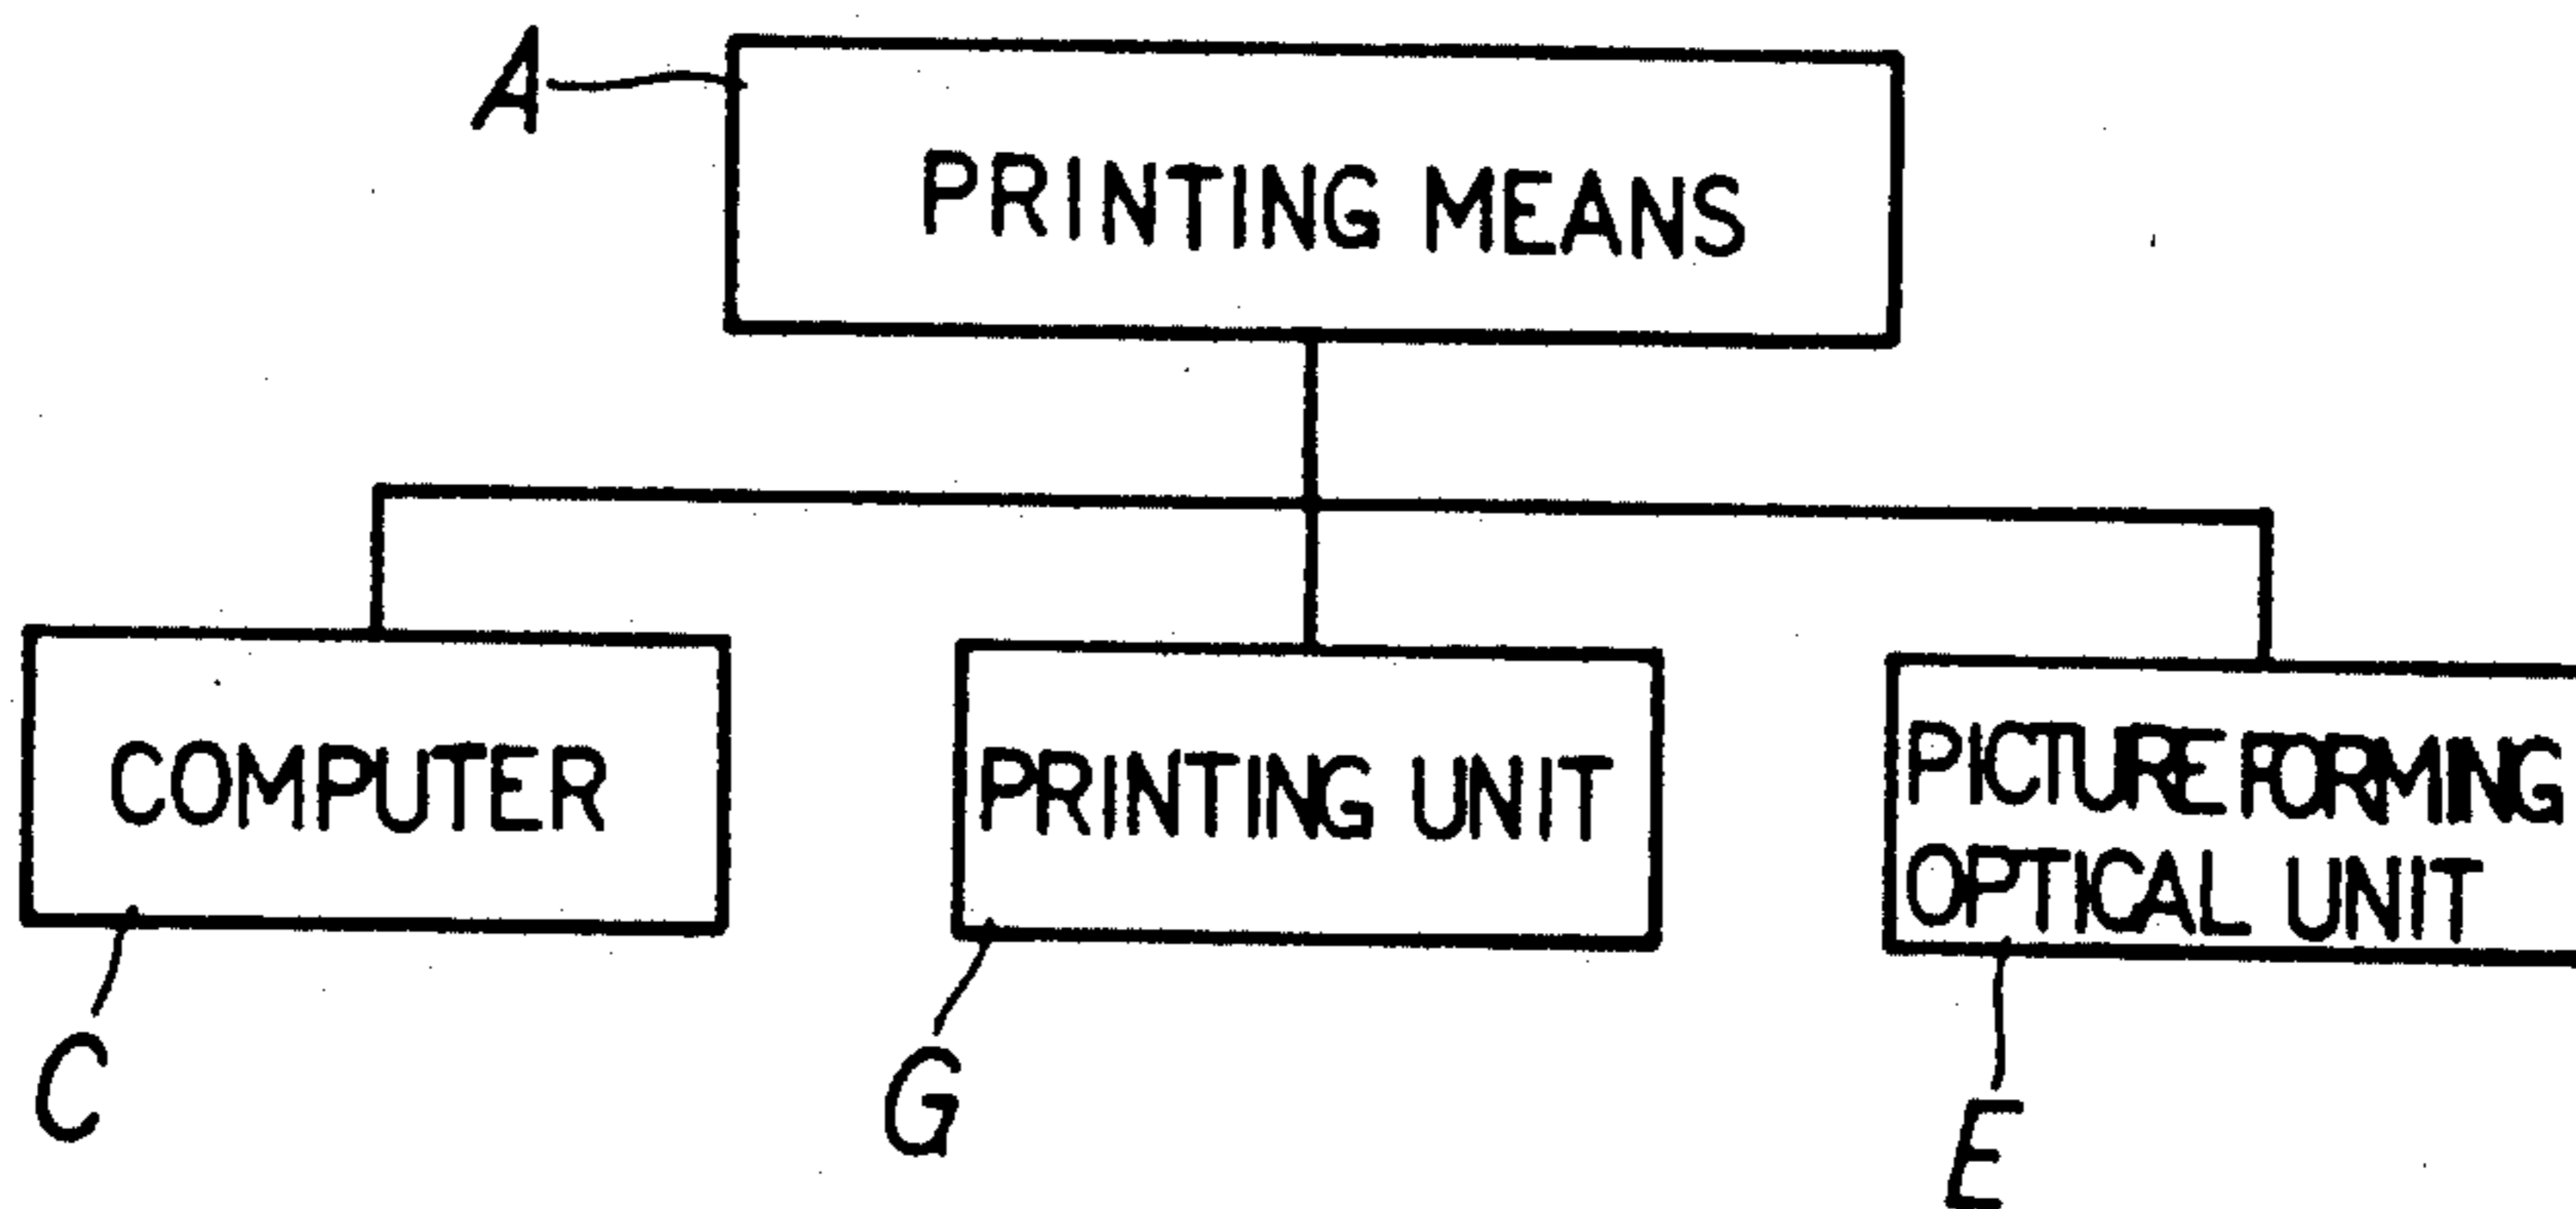 A
PRINTING MEANS
COMPUTER
PRINTING UNIT
PICTURE FORMING
OPTICAL UNIT
C
G
E